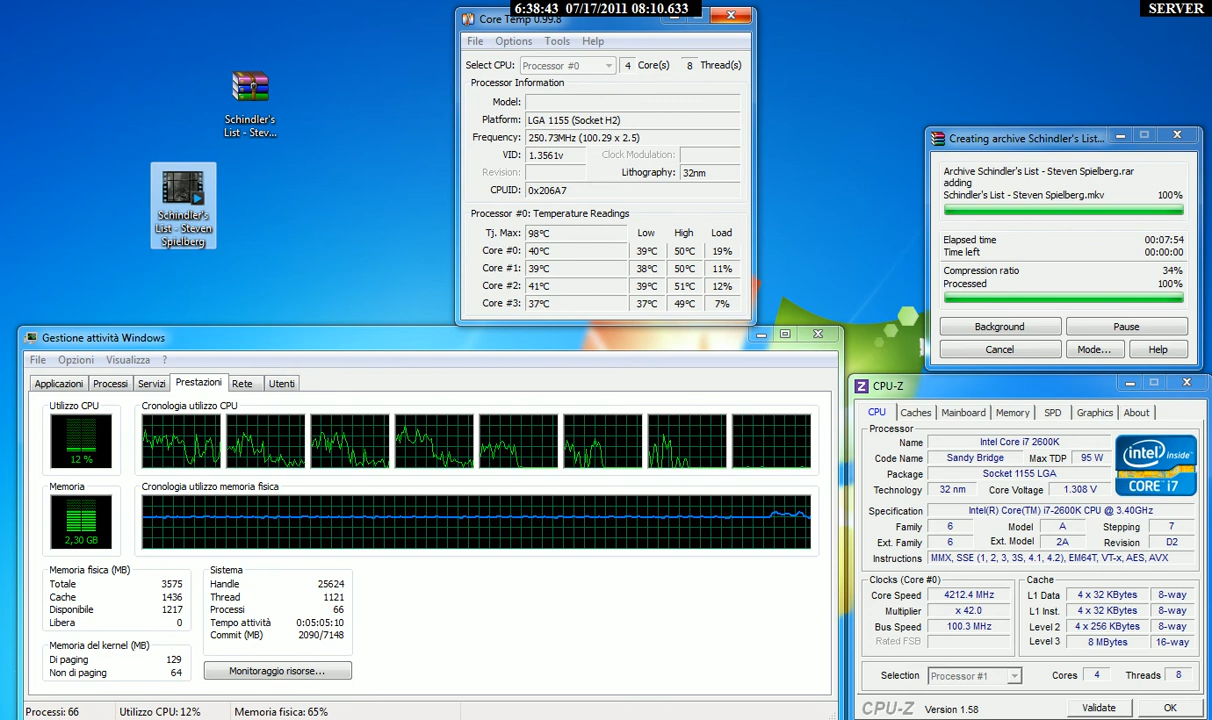 6:38:43 07/17/2011 08:10.633
SERVER
Schindler's
List - Stev...
Schindler's
List - Steven
Spielberg
Core Temp 0.99.8
File Options Tools Help
Select CPU: Processor #0 4 Core(s) 8 Thread(s)
Processor Information
Model:
Platform: LGA 1155 (Socket H2)
Frequency: 250.73MHz (100.29 x 2.5)
VID: 1.3561v Clock Modulation:
Revision: Lithography: 32nm
CPUID: 0x206A7
Processor #0: Temperature Readings
Tj. Max: 98°C Low High Load
Core #0: 40°C 39°C 50°C 19%
Core #1: 39°C 38°C 50°C 11%
Core #2: 41°C 39°C 51°C 12%
Core #3: 37°C 37°C 49°C 7%
Creating archive Schindler's List...
Archive Schindler's List - Steven Spielberg.rar
adding
Schindler's List - Steven Spielberg.mkv 100%
Elapsed time 00:07:54
Time left 00:00:00
Compression ratio 34%
Processed 100%
Background Pause
Cancel Mode... Help
Gestione attività Windows
File Opzioni Visualizza ?
Applicazioni Processi Servizi Prestazioni Rete Utenti
Utilizzo CPU Cronologia utilizzo CPU
12 %
Memoria Cronologia utilizzo memoria fisica
2,30 GB
Memoria fisica (MB)
Totale 3575
Cache 1436
Disponibile 1217
Libera 0
Memoria del kernel (MB)
Di paging 129
Non di paging 64
Sistema
Handle 25624
Thread 1121
Processi 66
Tempo attività 0:05:05:10
Commit (MB) 2090/7148
Monitoraggio risorse...
Processi: 66 Utilizzo CPU: 12% Memoria fisica: 65%
CPU-Z
CPU Caches Mainboard Memory SPD Graphics About
Processor
Name Intel Core i7 2600K
Code Name Sandy Bridge Max TDP 95 W
Package Socket 1155 LGA
Technology 32 nm Core Voltage 1.308 V
intel inside
CORE i7
Specification Intel(R) Core(TM) i7-2600K CPU @ 3.40GHz
Family 6 Model A Stepping 7
Ext. Family 6 Ext. Model 2A Revision D2
Instructions MMX, SSE (1, 2, 3, 3S, 4.1, 4.2), EM64T, VT-x, AES, AVX
Clocks (Core #0)
Core Speed 4212.4 MHz
Multiplier x 42.0
Bus Speed 100.3 MHz
Rated FSB
Cache
L1 Data 4 x 32 KBytes 8-way
L1 Inst. 4 x 32 KBytes 8-way
Level 2 4 x 256 KBytes 8-way
Level 3 8 MBytes 16-way
Selection Processor #1 Cores 4 Threads 8
CPU-Z Version 1.58 Validate OK